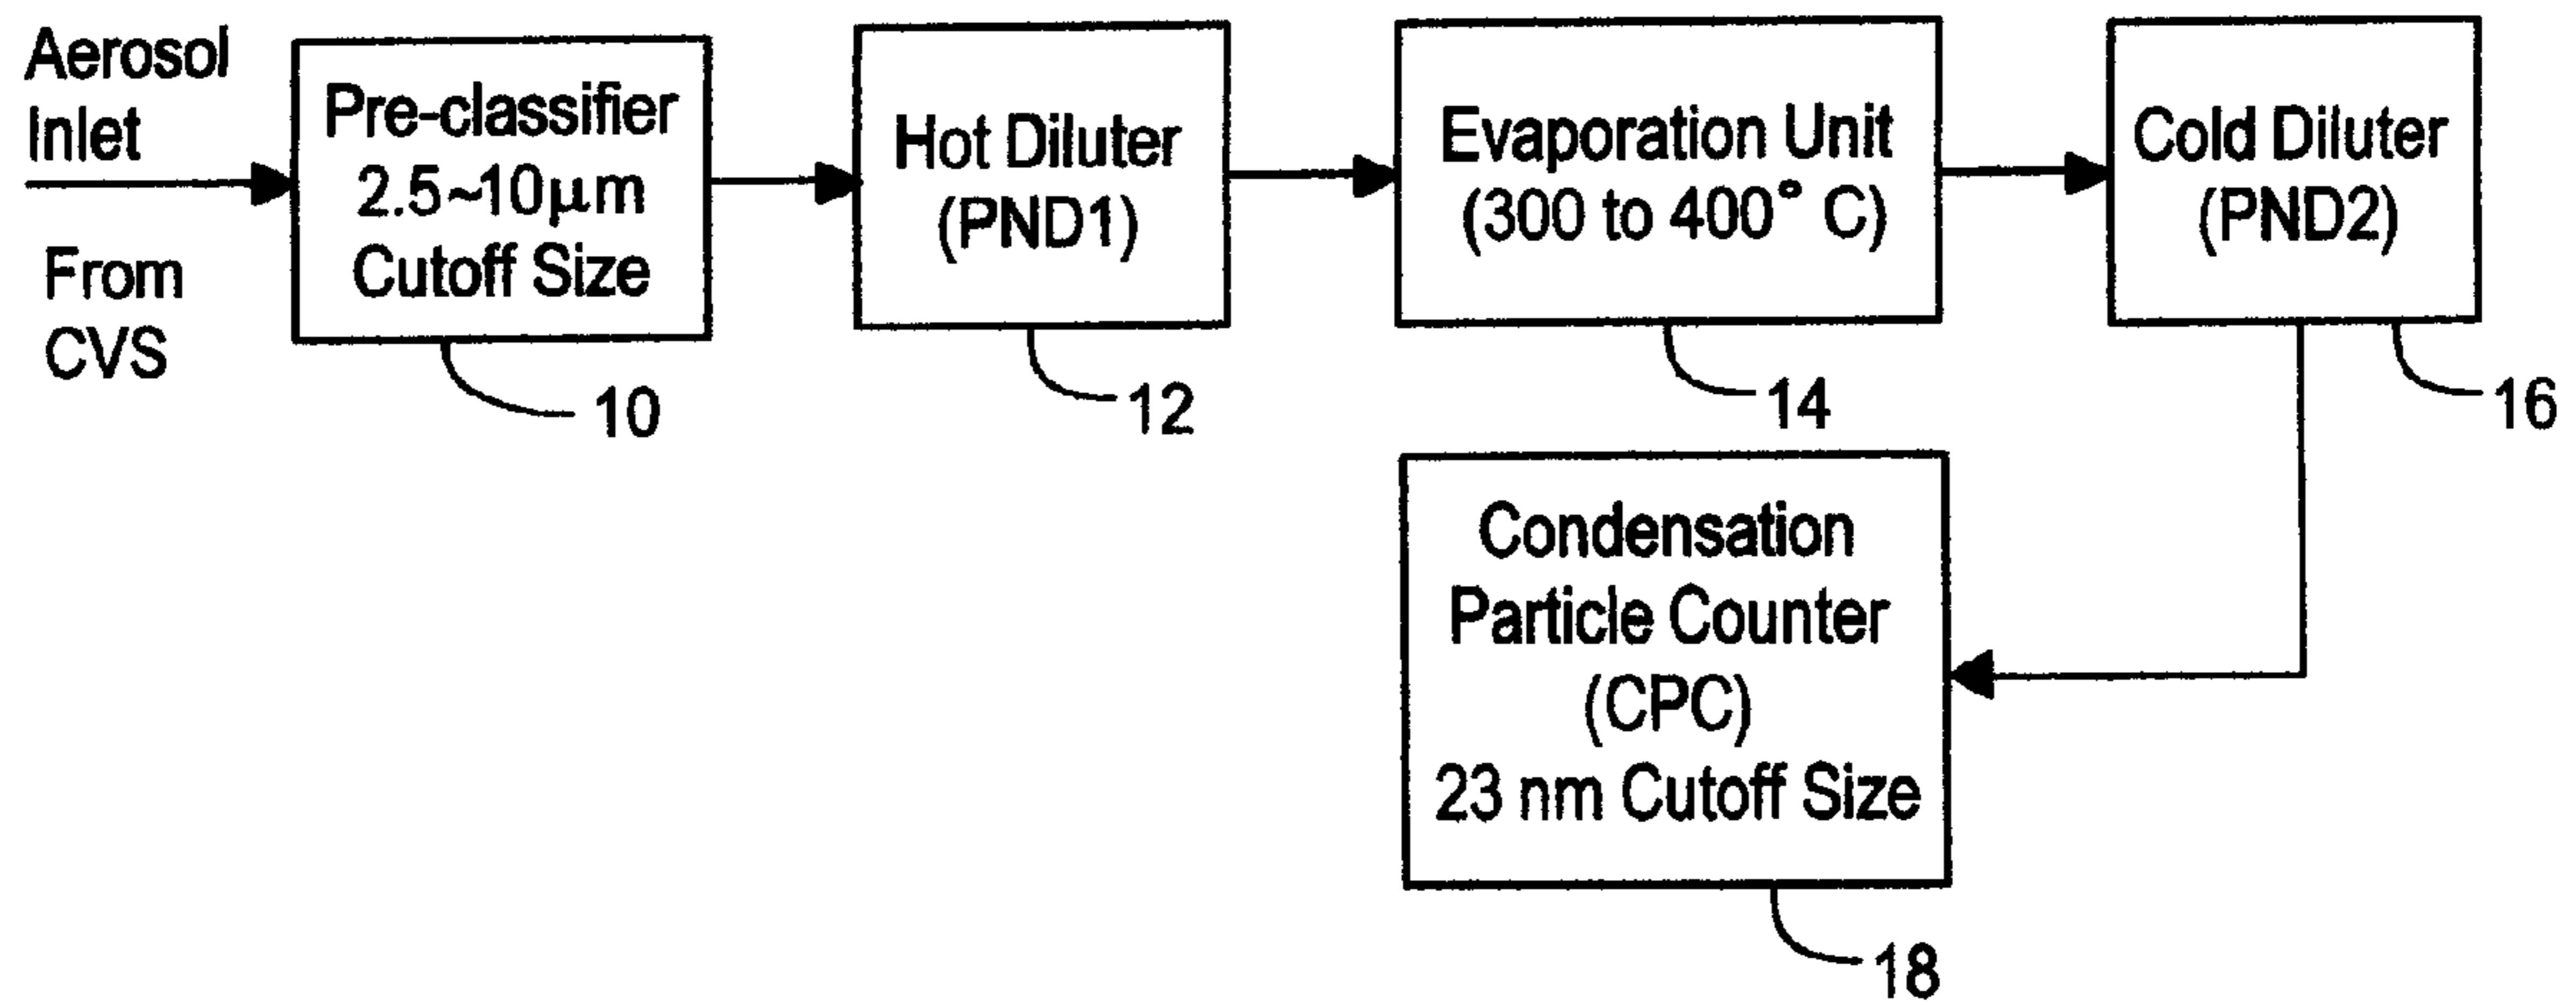 Aerosol
Inlet
From
CVS
Pre-classifier
2.5~10μm
Cutoff Size
10
Hot Diluter
(PND1)
12
Evaporation Unit
(300 to 400° C)
14
Cold Diluter
(PND2)
16
Condensation
Particle Counter
(CPC)
23 nm Cutoff Size
18